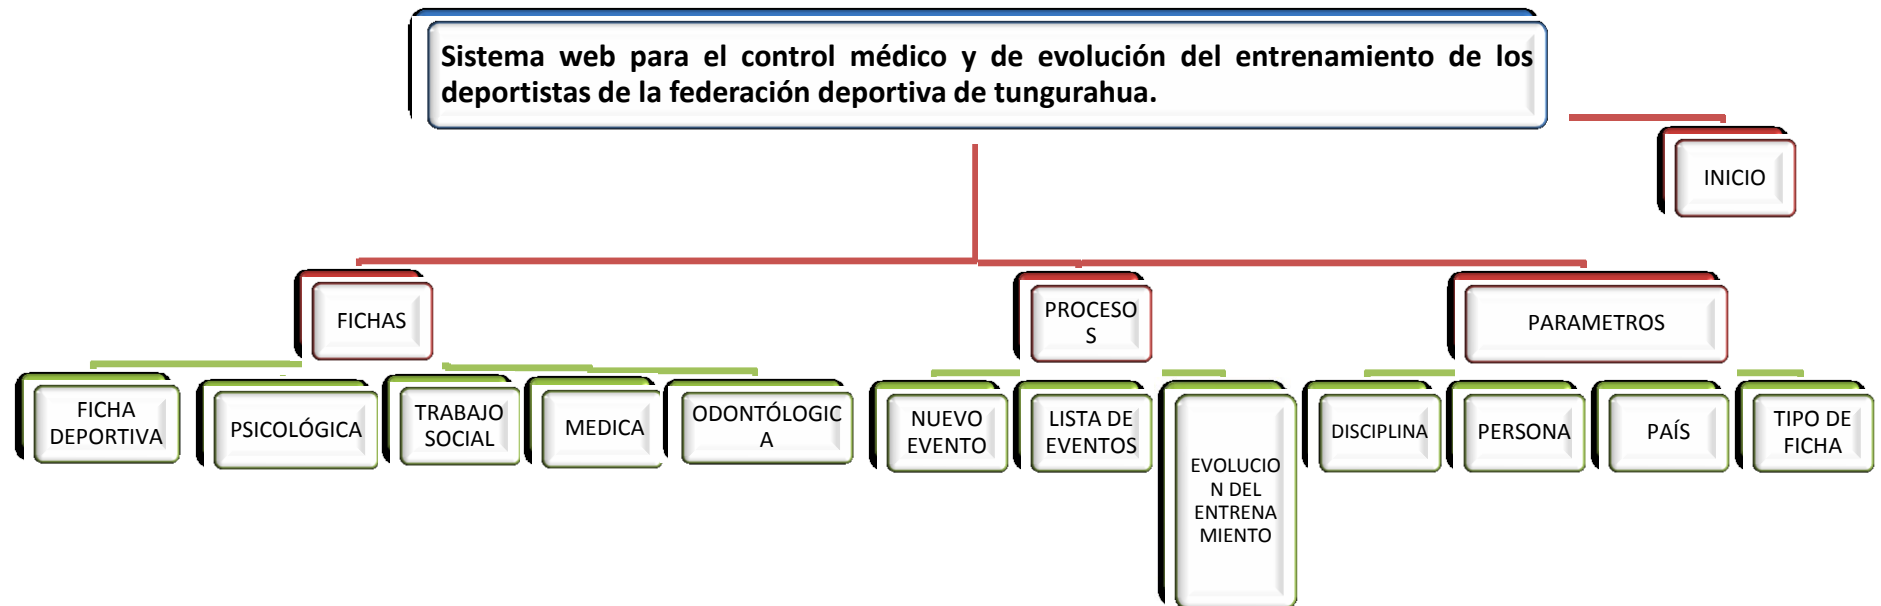 Sistema web para el control médico y de evolución del entrenamiento de los
deportistas de la federación deportiva de tungurahua.
INICIO
FICHAS
PROCESO
S
PARAMETROS
FICHA
DEPORTIVA
PSICOLÓGICA
TRABAJO
SOCIAL
MEDICA
ODONTÓLOGIC
A
NUEVO
EVENTO
LISTA DE
EVENTOS
EVOLUCIO
N DEL
ENTRENA
MIENTO
DISCIPLINA
PERSONA
PAÍS
TIPO DE
FICHA